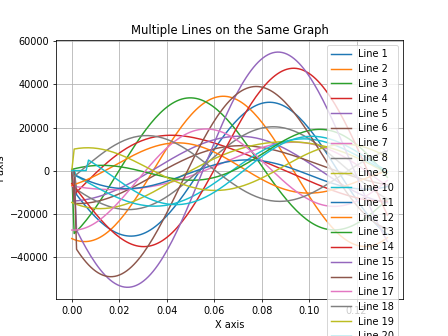 Multiple Lines on the Same Graph
60000
40000
20000
0
−20000
−40000
0.00
0.02
0.04
0.06
0.08
0.10
X axis
Line 1
Line 2
Line 3
Line 4
Line 5
Line 6
Line 7
Line 8
Line 9
Line 10
Line 11
Line 12
Line 13
Line 14
Line 15
Line 16
Line 17
Line 18
Line 19